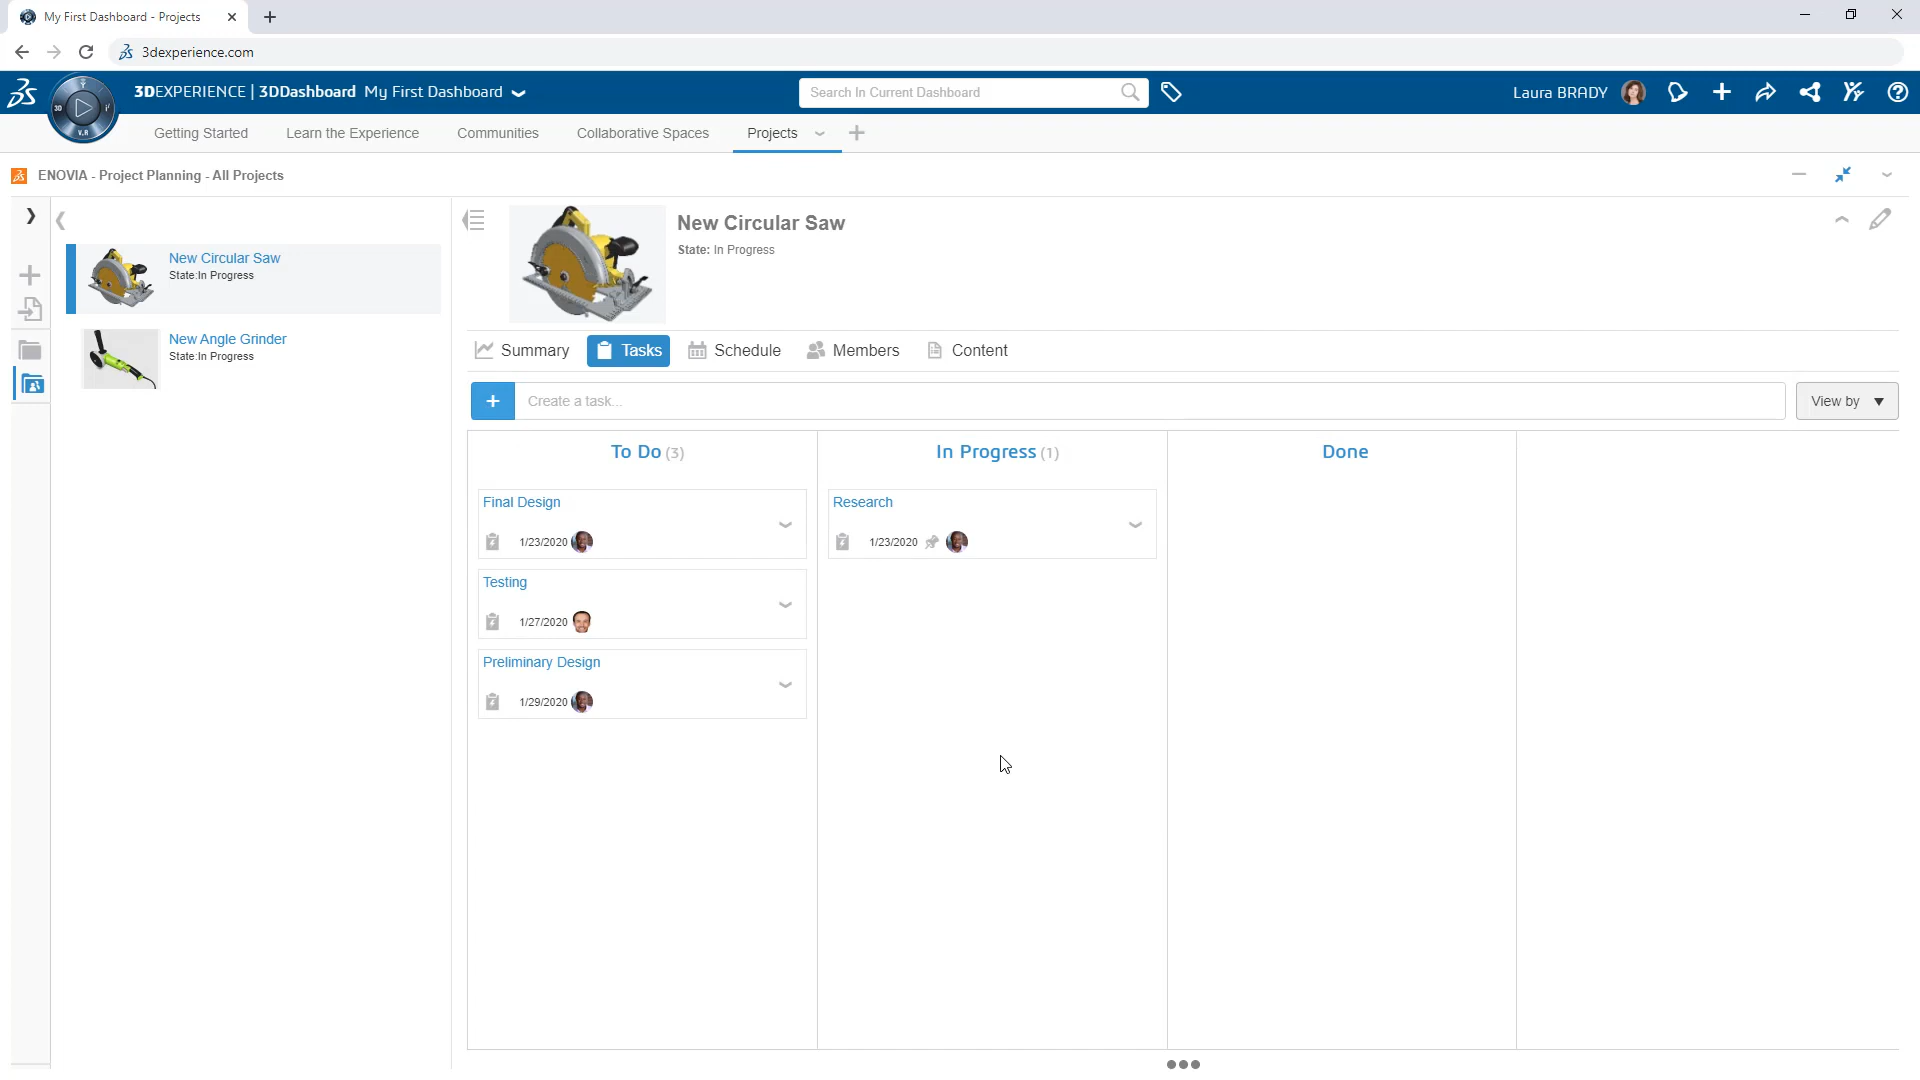 My First Dashboard - Projects
3dexperience.com
3DEXPERIENCE | 3DDashboard My First Dashboard
Search In Current Dashboard
Laura BRADY
3D
V.R
Getting Started
Learn the Experience
Communities
Collaborative Spaces
Projects
ENOVIA - Project Planning - All Projects
New Circular Saw
State:In Progress
New Angle Grinder
State:In Progress
New Circular Saw
State: In Progress
Summary
Tasks
Schedule
Members
Content
Create a task...
View by
To Do (3)
Final Design
1/23/2020
Testing
1/27/2020
Preliminary Design
1/29/2020
In Progress (1)
Research
1/23/2020
Done